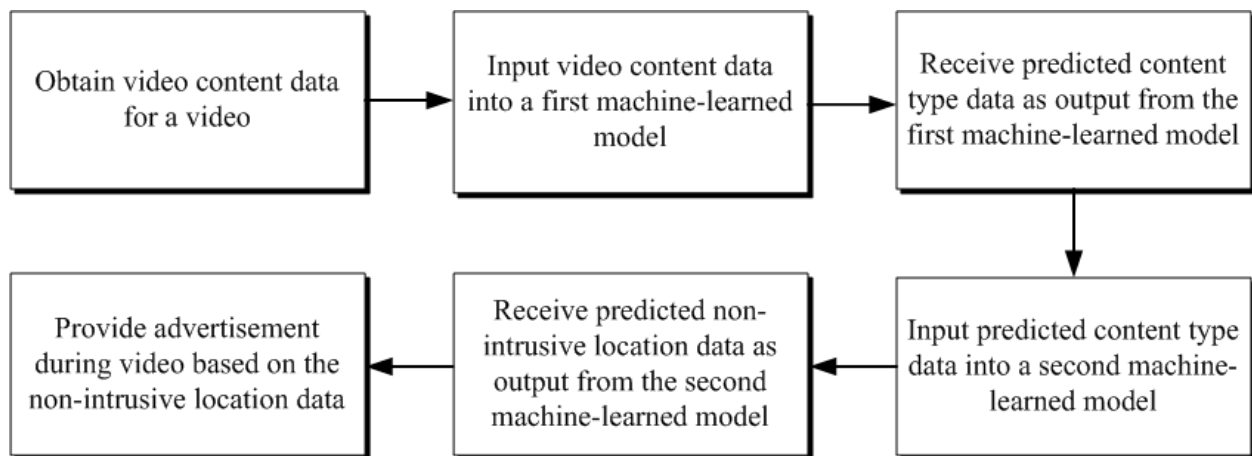 Obtain video content data
for a video
Input video content data
into a first machine-learned
model
Receive predicted content
type data as output from the
first machine-learned model
Input predicted content type
data into a second machine-
learned model
Receive predicted non-
intrusive location data as
output from the second
machine-learned model
Provide advertisement
during video based on the
non-intrusive location data